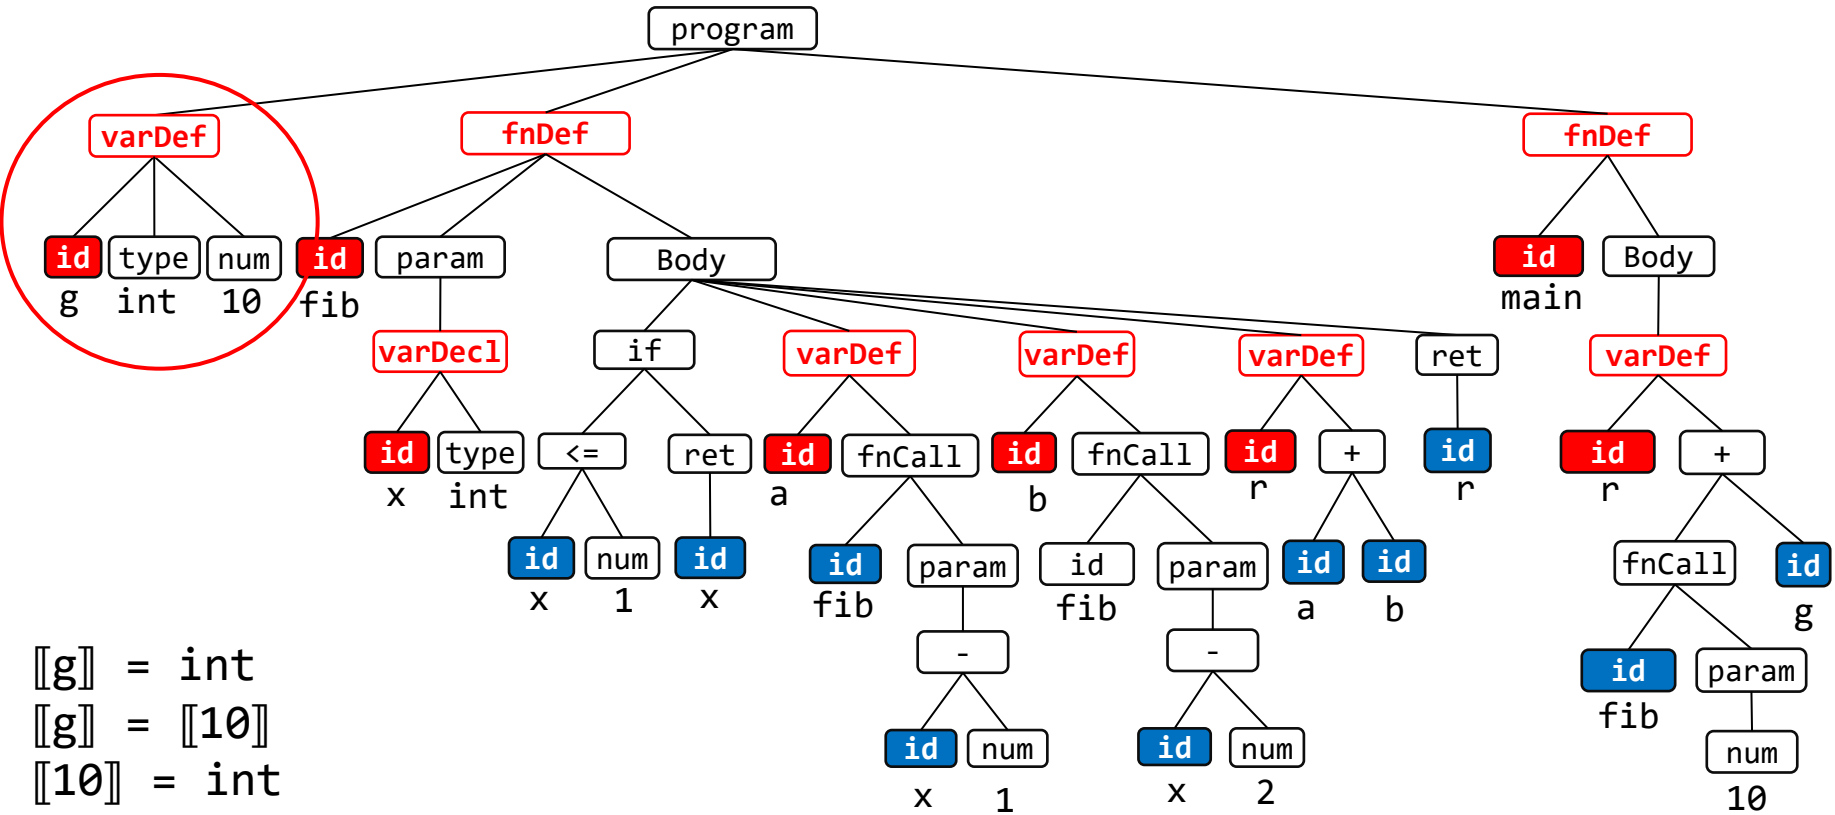 program
varDef fnDef fnDef
id type num id param Body id Body
g int 10 fib main
varDecl if varDef varDef varDef ret varDef
id type <= ret id fnCall id fnCall id + id id +
x int a b r r r
id num id id param id param id id fnCall id
x 1 x fib fib a b g
- - id param
fib
id num id num num
x 1 x 2 10
⟦g⟧ = int
⟦g⟧ = ⟦10⟧
⟦10⟧ = int